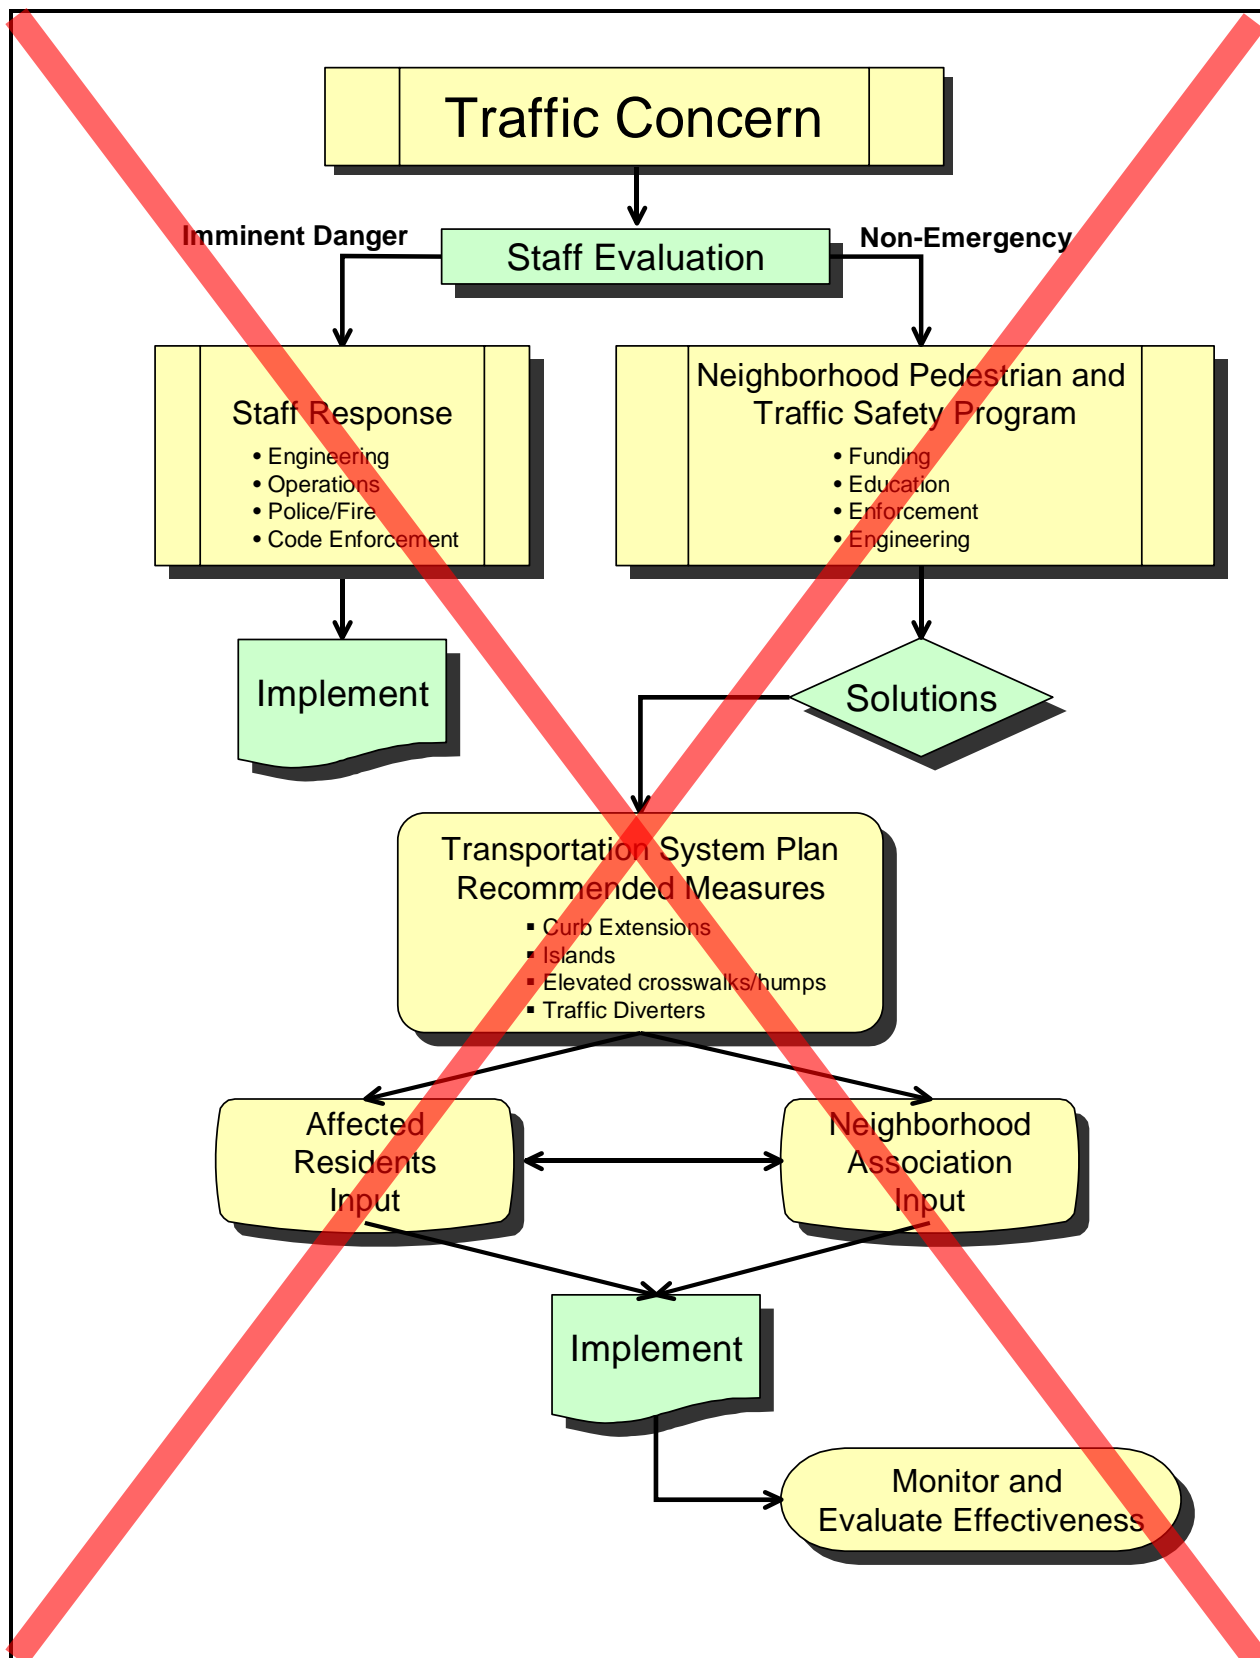 Traffic Concern
Imminent Danger
Staff Evaluation
Non-Emergency
Staff Response
• Engineering
• Operations
• Police/Fire
• Code Enforcement
Neighborhood Pedestrian and
Traffic Safety Program
• Funding
• Education
• Enforcement
• Engineering
Implement
Solutions
Transportation System Plan
Recommended Measures
▪ Curb Extensions
▪ Islands
▪ Elevated crosswalks/humps
▪ Traffic Diverters
Affected
Residents
Input
Neighborhood
Association
Input
Implement
Monitor and
Evaluate Effectiveness